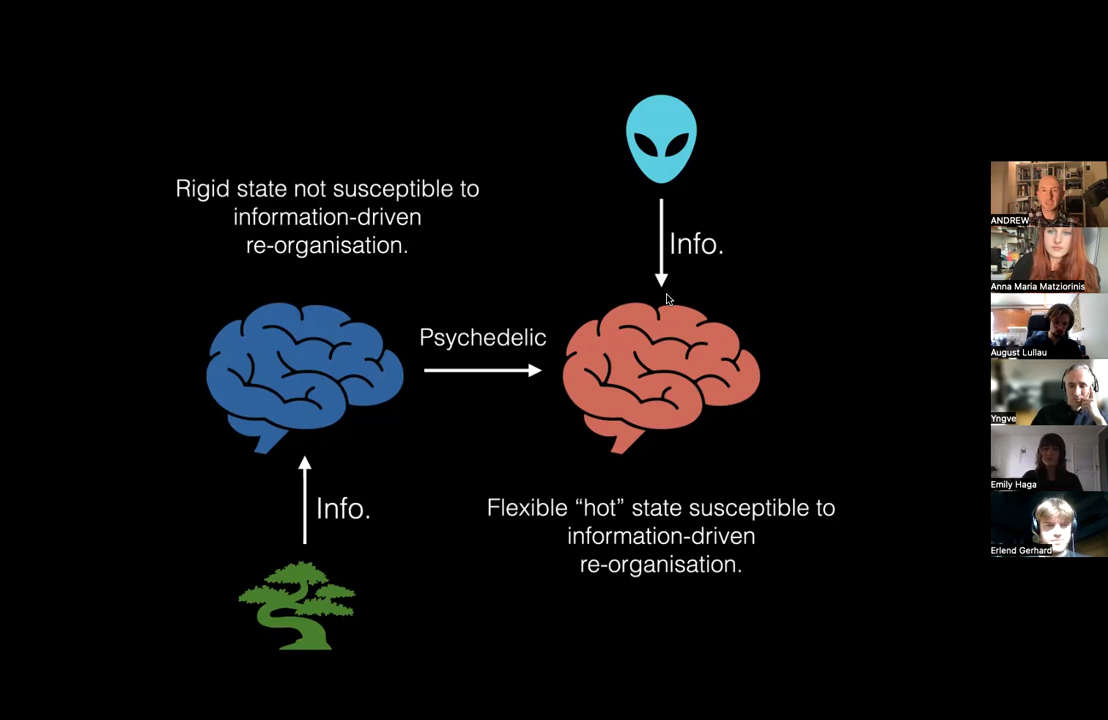 Rigid state not susceptible to
information-driven
re-organisation.
Info.
Psychedelic
Info.
Flexible “hot” state susceptible to
information-driven
re-organisation.
ANDREW
Anna Maria Matziorinis
August Lullau
Yngve
Emily Haga
Erlend Gerhard